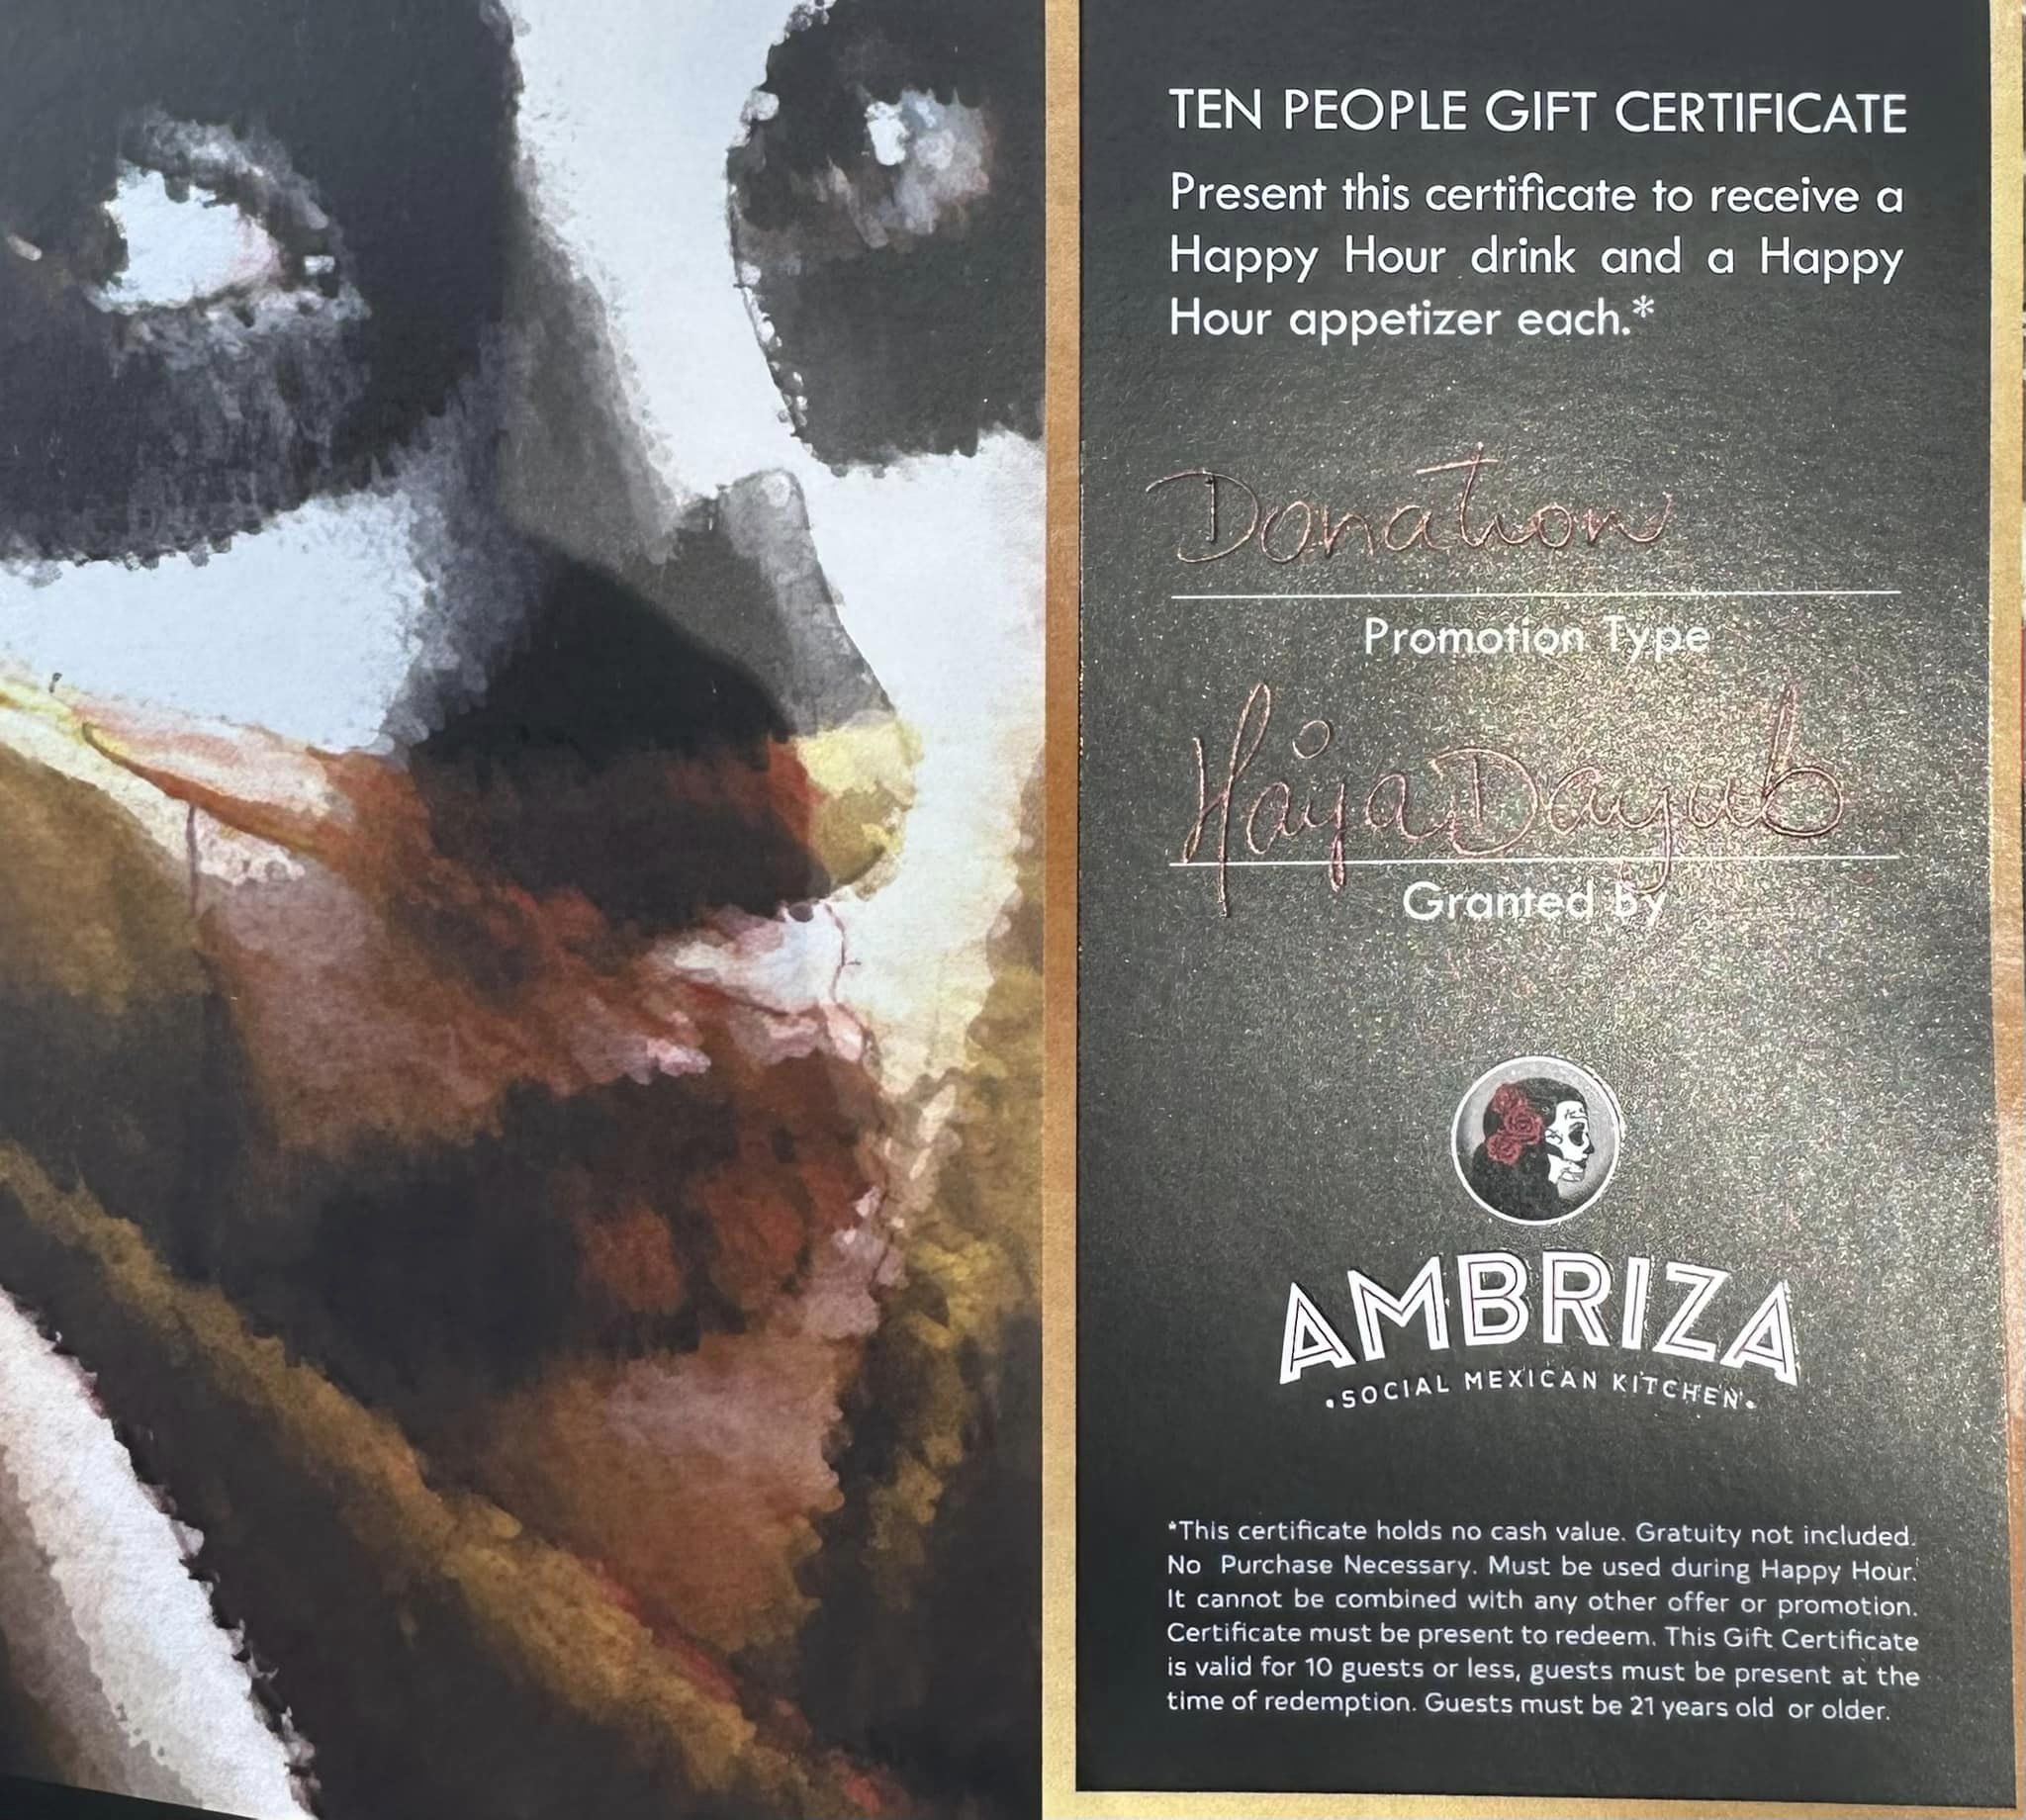 TEN PEOPLE GIFT CERTIFICATE
Present this certificate to receive a
Happy Hour drink and a Happy
Hour appetizer each.*
Donation
Promotion Type
Haija Dayub
Granted by
AMBRIZA
•SOCIAL MEXICAN KITCHEN•
*This certificate holds no cash value. Gratuity not included.
No Purchase Necessary. Must be used during Happy Hour.
It cannot be combined with any other offer or promotion.
Certificate must be present to redeem. This Gift Certificate
is valid for 10 guests or less, guests must be present at the
time of redemption. Guests must be 21 years old or older.